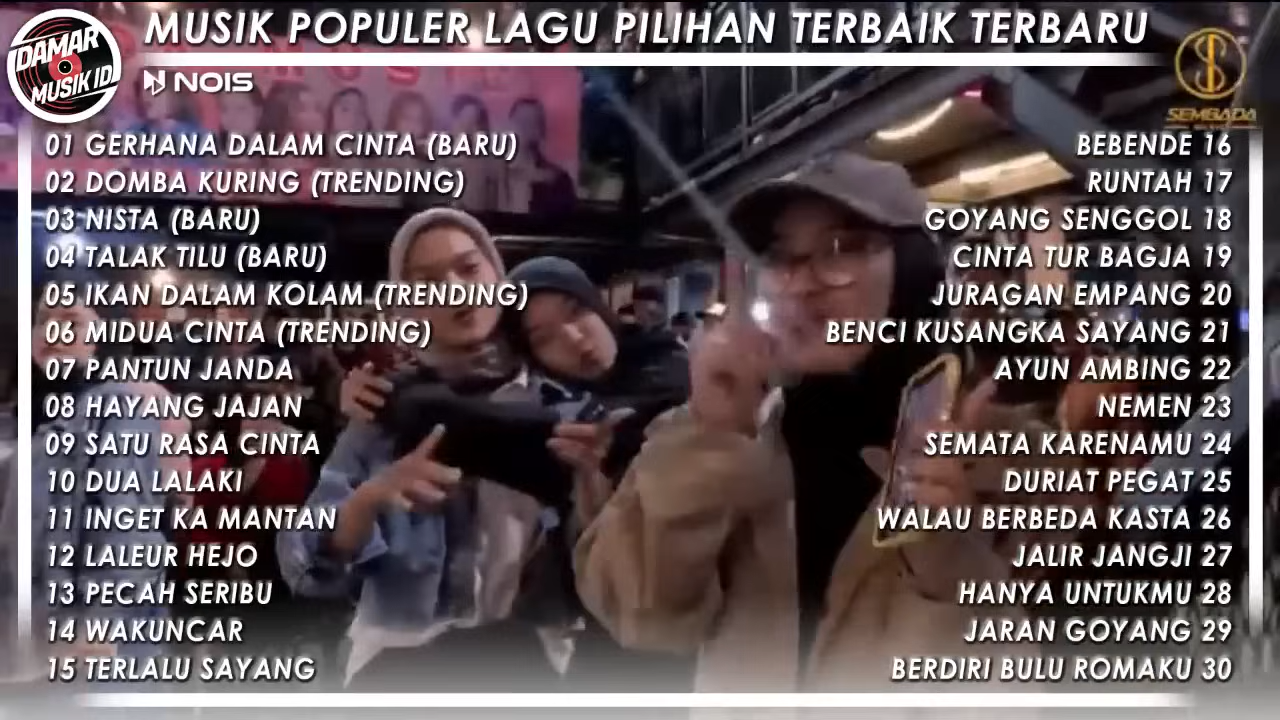 DAMAR
MUSIK ID
MUSIK POPULER LAGU PILIHAN TERBAIK TERBARU
NOIS
SEMBADA
01 GERHANA DALAM CINTA (BARU)
02 DOMBA KURING (TRENDING)
03 NISTA (BARU)
04 TALAK TILU (BARU)
05 IKAN DALAM KOLAM (TRENDING)
06 MIDUA CINTA (TRENDING)
07 PANTUN JANDA
08 HAYANG JAJAN
09 SATU RASA CINTA
10 DUA LALAKI
11 INGET KA MANTAN
12 LALEUR HEJO
13 PECAH SERIBU
14 WAKUNCAR
15 TERLALU SAYANG
BEBENDE 16
RUNTAH 17
GOYANG SENGGOL 18
CINTA TUR BAGJA 19
JURAGAN EMPANG 20
BENCI KUSANGKA SAYANG 21
AYUN AMBING 22
NEMEN 23
SEMATA KARENAMU 24
DURIAT PEGAT 25
WALAU BERBEDA KASTA 26
JALIR JANGJI 27
HANYA UNTUKMU 28
JARAN GOYANG 29
BERDIRI BULU ROMAKU 30